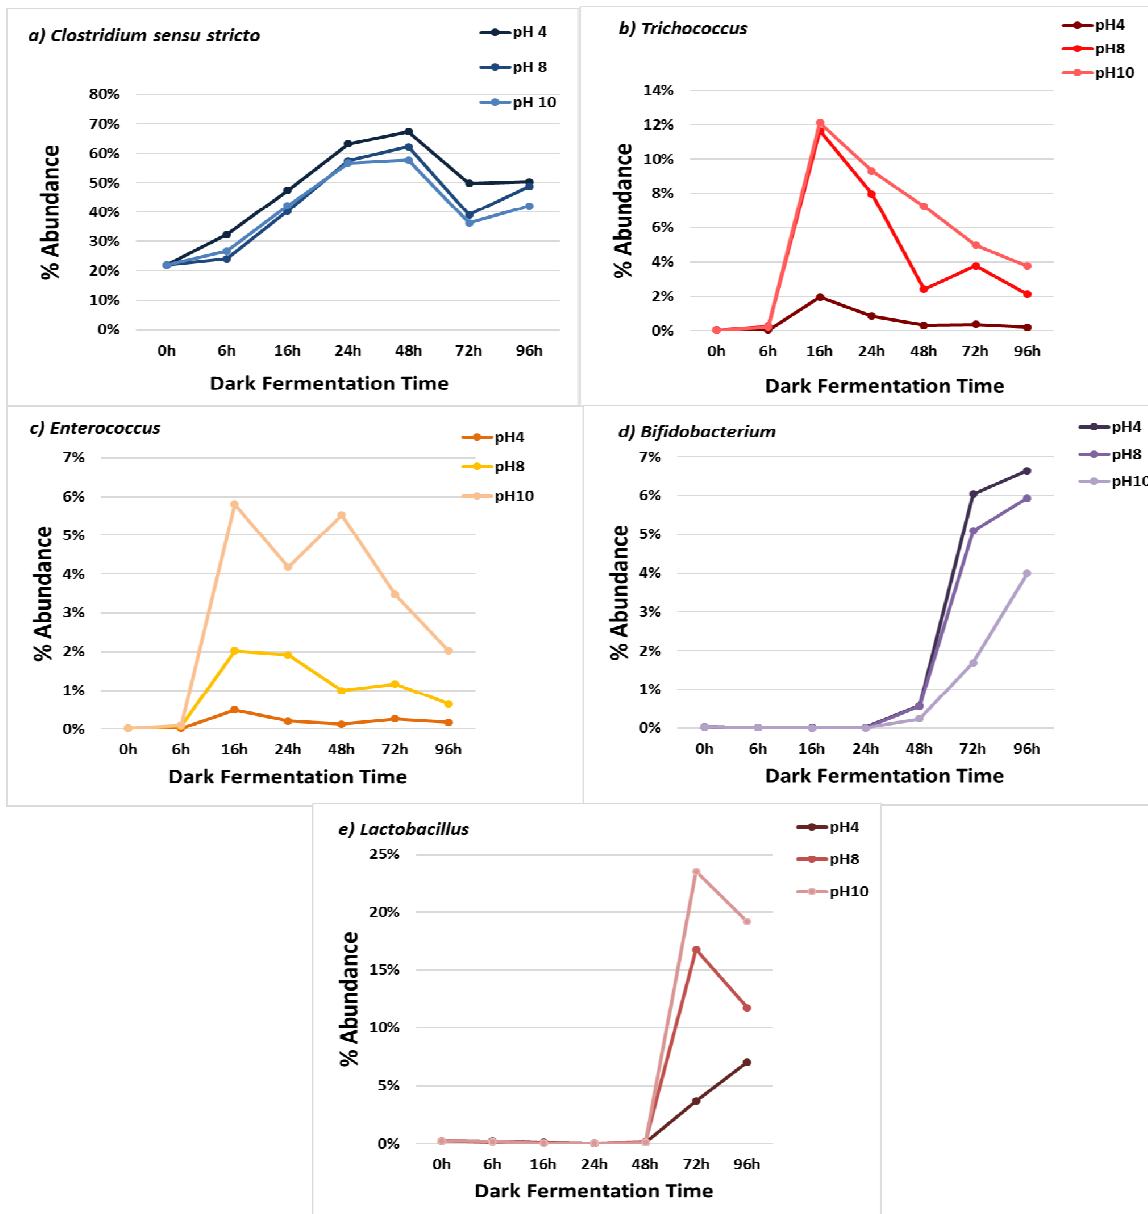 a) Clostridium sensu stricto
pH 4
pH 8
pH 10
80%
70%
60%
50%
40%
30%
20%
10%
0%
% Abundance
0h 6h 16h 24h 48h 72h 96h
Dark Fermentation Time
b) Trichococcus
pH4
pH8
pH10
14%
12%
10%
8%
6%
4%
2%
0%
% Abundance
0h 6h 16h 24h 48h 72h 96h
Dark Fermentation Time
c) Enterococcus
pH4
pH8
pH10
7%
6%
5%
4%
3%
2%
1%
0%
% Abundance
0h 6h 16h 24h 48h 72h 96h
Dark Fermentation Time
d) Bifidobacterium
pH4
pH8
pH10
7%
6%
5%
4%
3%
2%
1%
0%
% Abundance
0h 6h 16h 24h 48h 72h 96h
Dark Fermentation Time
e) Lactobacillus
pH4
pH8
pH10
25%
20%
15%
10%
5%
0%
% Abundance
0h 6h 16h 24h 48h 72h 96h
Dark Fermentation Time